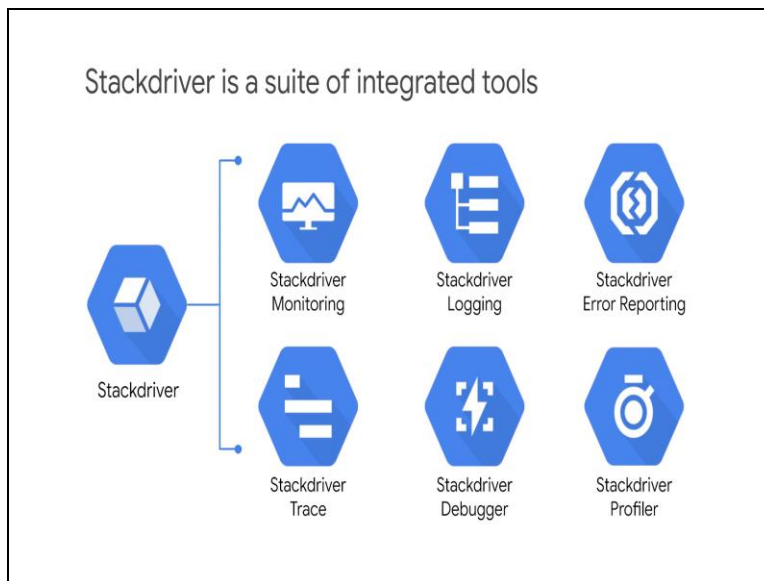 Stackdriver is a suite of integrated tools
Stackdriver
Monitoring
Stackdriver
Logging
Stackdriver
Error Reporting
Stackdriver
Stackdriver
Trace
Stackdriver
Debugger
Stackdriver
Profiler